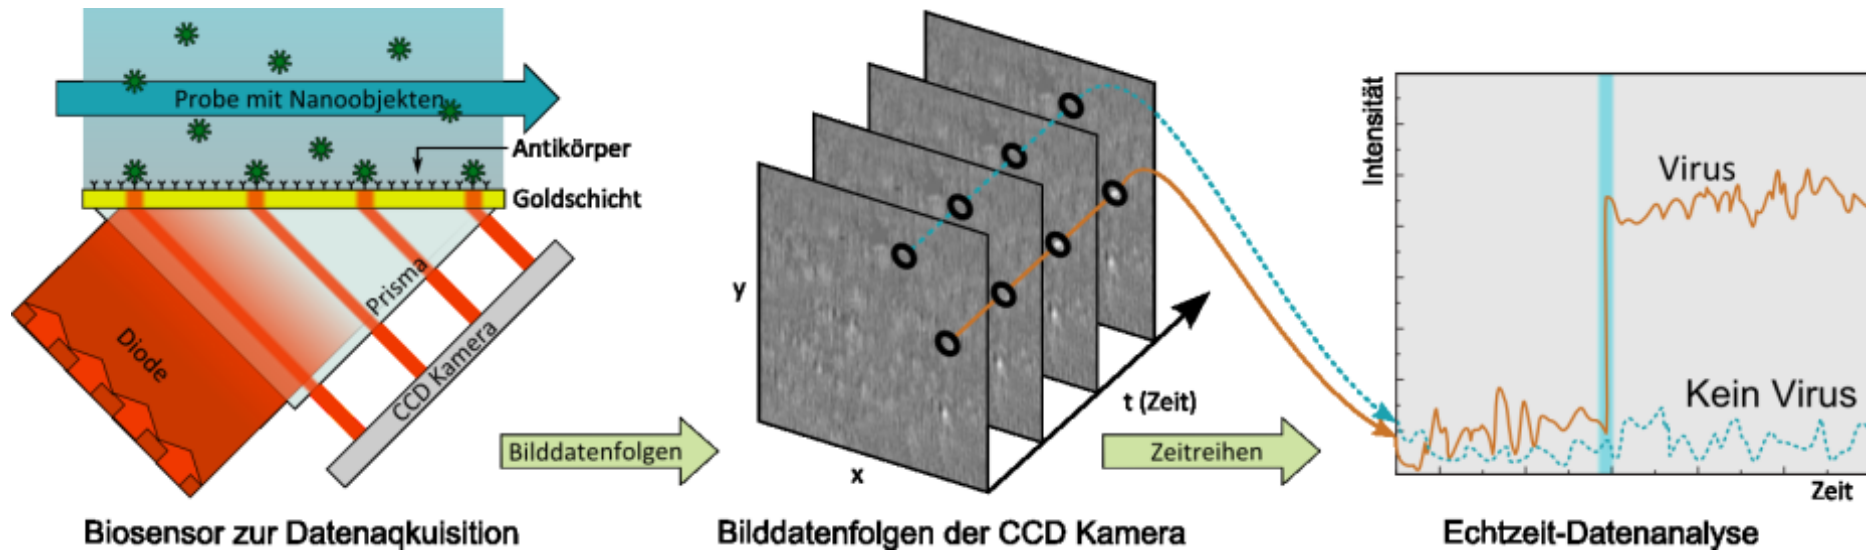 Probe mit Nanoobjekten
Antikörper
Goldschicht
Prisma
Diode
CCD Kamera
Bilddatenfolgen
Biosensor zur Datenaqkuisition
y
x
t (Zeit)
Zeitreihen
Bilddatenfolgen der CCD Kamera
Intensität
Virus
Kein Virus
Zeit
Echtzeit-Datenanalyse